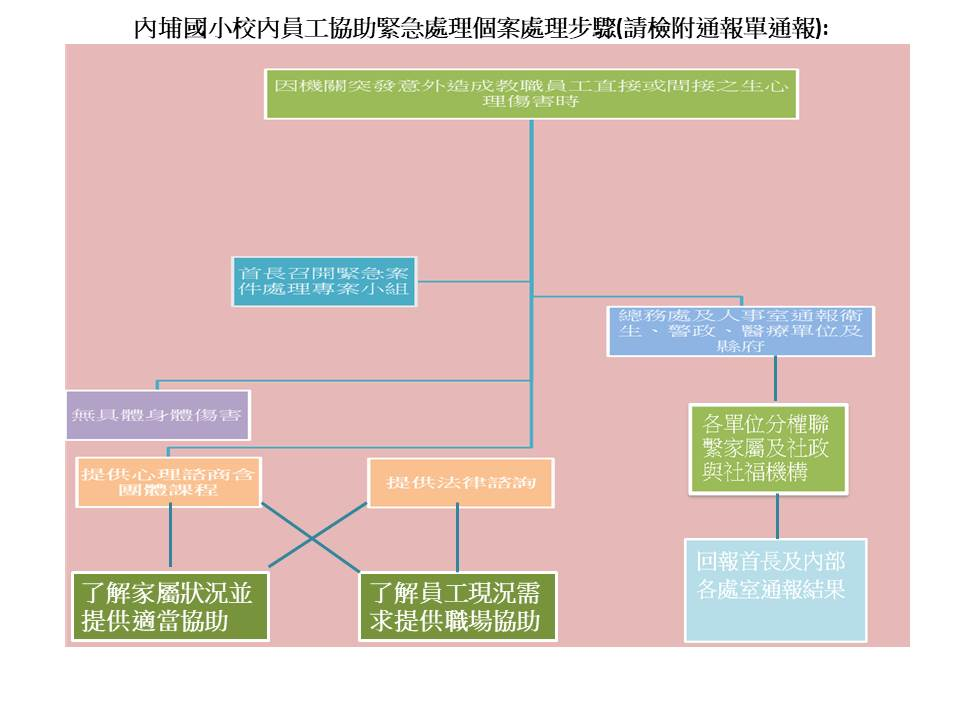 內埔國小校內員工協助緊急處理個案處理步驟(請檢附通報單通報):
因機關突發意外造成教職員工直接或間接之生心
理傷害時
首長召開緊急案
件處理專案小組
總務處及人事室通報衛
生、警政、醫療單位及
縣府
無具體身體傷害
各單位分權聯
繫家屬及社政
與社福機構
提供心理諮商含
團體課程
提供法律諮詢
回報首長及內部
各處室通報結果
了解家屬狀況並
提供適當協助
了解員工現況需
求提供職場協助